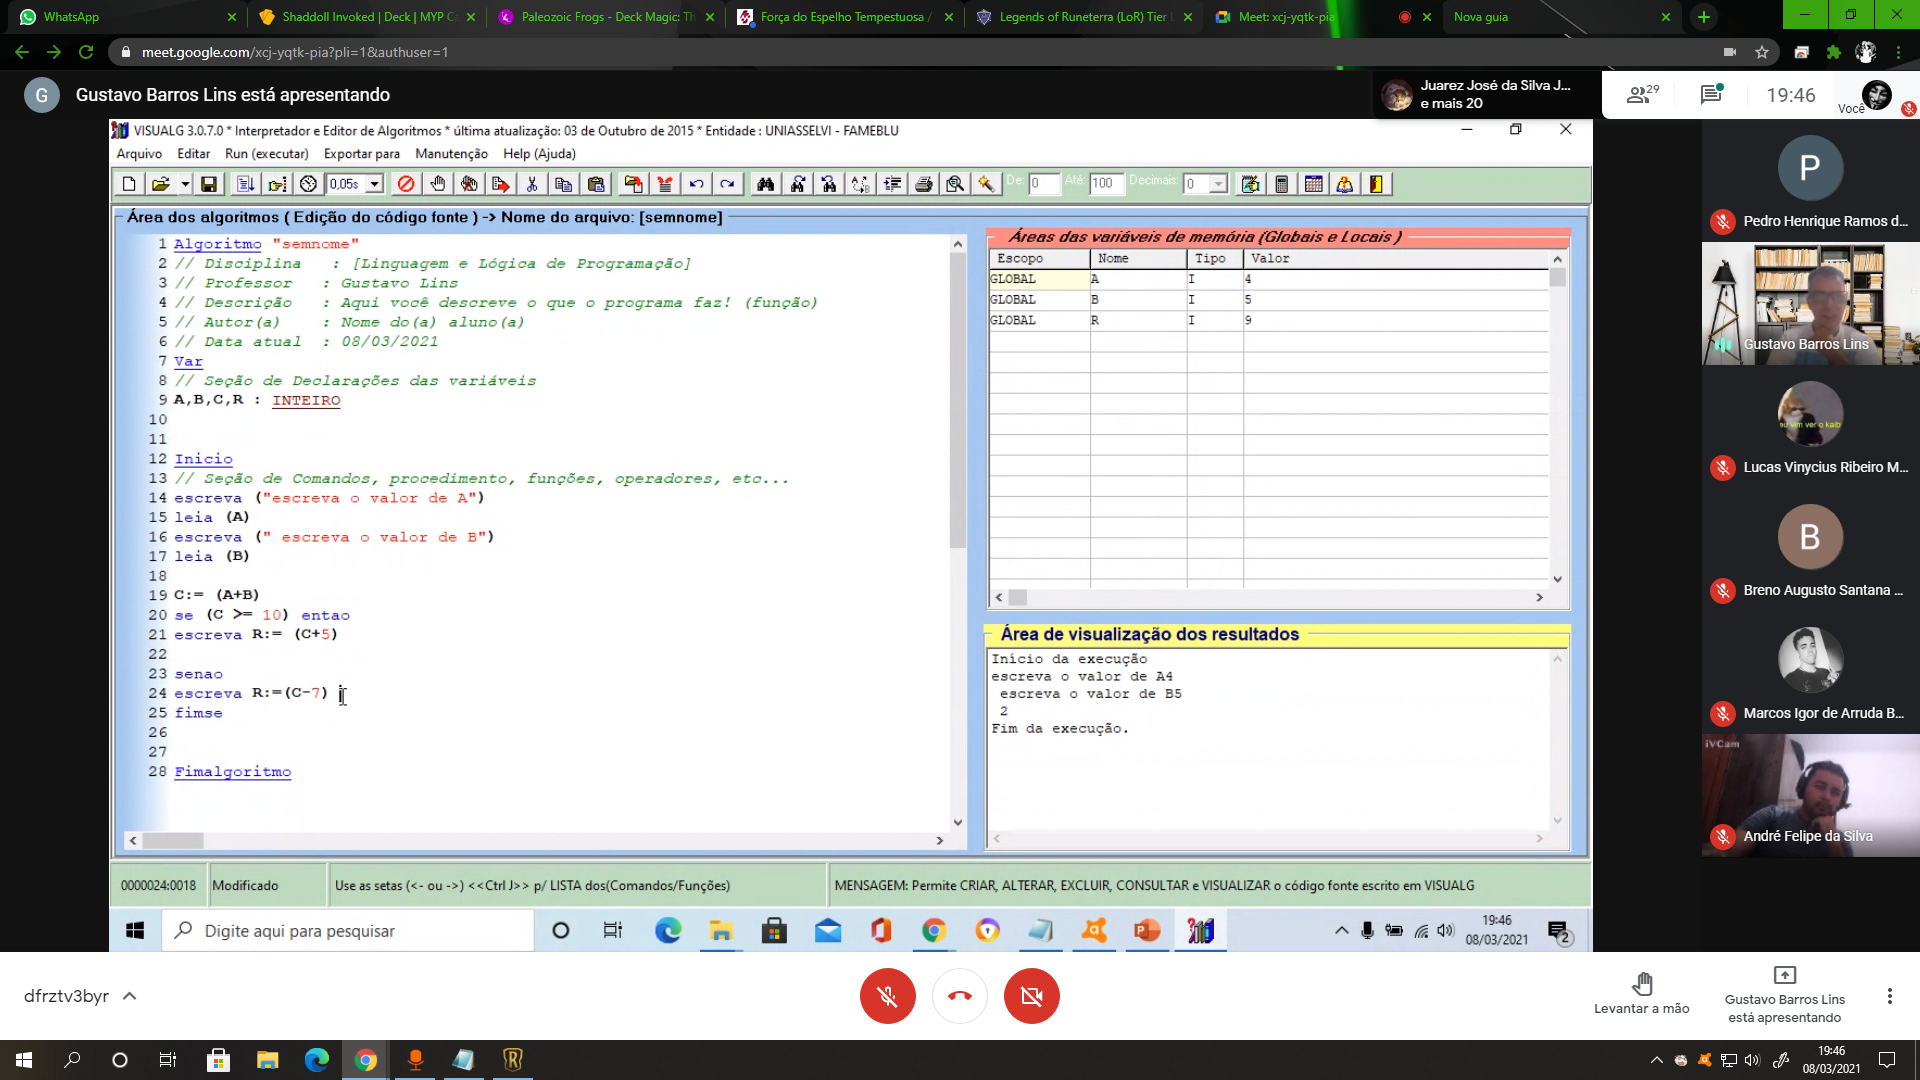 WhatsApp
Shaddoll Invoked | Deck | MYP Ca
Paleozoic Frogs - Deck Magic: Th
Força do Espelho Tempestuosa /
Legends of Runeterra (LoR) Tier L
Meet: xcj-yqtk-pia
Nova guia
meet.google.com/xcj-yqtk-pia?pli=1&authuser=1
G
Gustavo Barros Lins está apresentando
Juarez José da Silva J...
e mais 20
29
19:46
Você
VISUALG 3.0.7.0 * Interpretador e Editor de Algoritmos * última atualização: 03 de Outubro de 2015 * Entidade : UNIASSELVI - FAMEBLU
Arquivo Editar Run (executar) Exportar para Manutenção Help (Ajuda)
0,05s De: 0 Até: 100 Decimais: 0
Área dos algoritmos ( Edição do código fonte ) -> Nome do arquivo: [semnome]
1 Algoritmo "semnome"
2 // Disciplina : [Linguagem e Lógica de Programação]
3 // Professor : Gustavo Lins
4 // Descrição : Aqui você descreve o que o programa faz! (função)
5 // Autor(a) : Nome do(a) aluno(a)
6 // Data atual : 08/03/2021
7 Var
8 // Seção de Declarações das variáveis
9 A,B,C,R : INTEIRO
10
11
12 Inicio
13 // Seção de Comandos, procedimento, funções, operadores, etc...
14 escreva ("escreva o valor de A")
15 leia (A)
16 escreva (" escreva o valor de B")
17 leia (B)
18
19 C:= (A+B)
20 se (C >= 10) entao
21 escreva R:= (C+5)
22
23 senao
24 escreva R:=(C-7)
25 fimse
26
27
28 Fimalgoritmo
Áreas das variáveis de memória (Globais e Locais )
Escopo Nome Tipo Valor
GLOBAL A I 4
GLOBAL B I 5
GLOBAL R I 9
Área de visualização dos resultados
Início da execução
escreva o valor de A4
escreva o valor de B5
2
Fim da execução.
0000024:0018
Modificado
Use as setas (<- ou ->) <<Ctrl J>> p/ LISTA dos(Comandos/Funções)
MENSAGEM: Permite CRIAR, ALTERAR, EXCLUIR, CONSULTAR e VISUALIZAR o código fonte escrito em VISUALG
Digite aqui para pesquisar
19:46
08/03/2021
2
P
Pedro Henrique Ramos d...
Gustavo Barros Lins
eu vim ver o kaib
Lucas Vinycius Ribeiro M...
B
Breno Augusto Santana ...
Marcos Igor de Arruda B...
iVCam
André Felipe da Silva
dfrztv3byr
Levantar a mão
Gustavo Barros Lins
está apresentando
19:46
08/03/2021